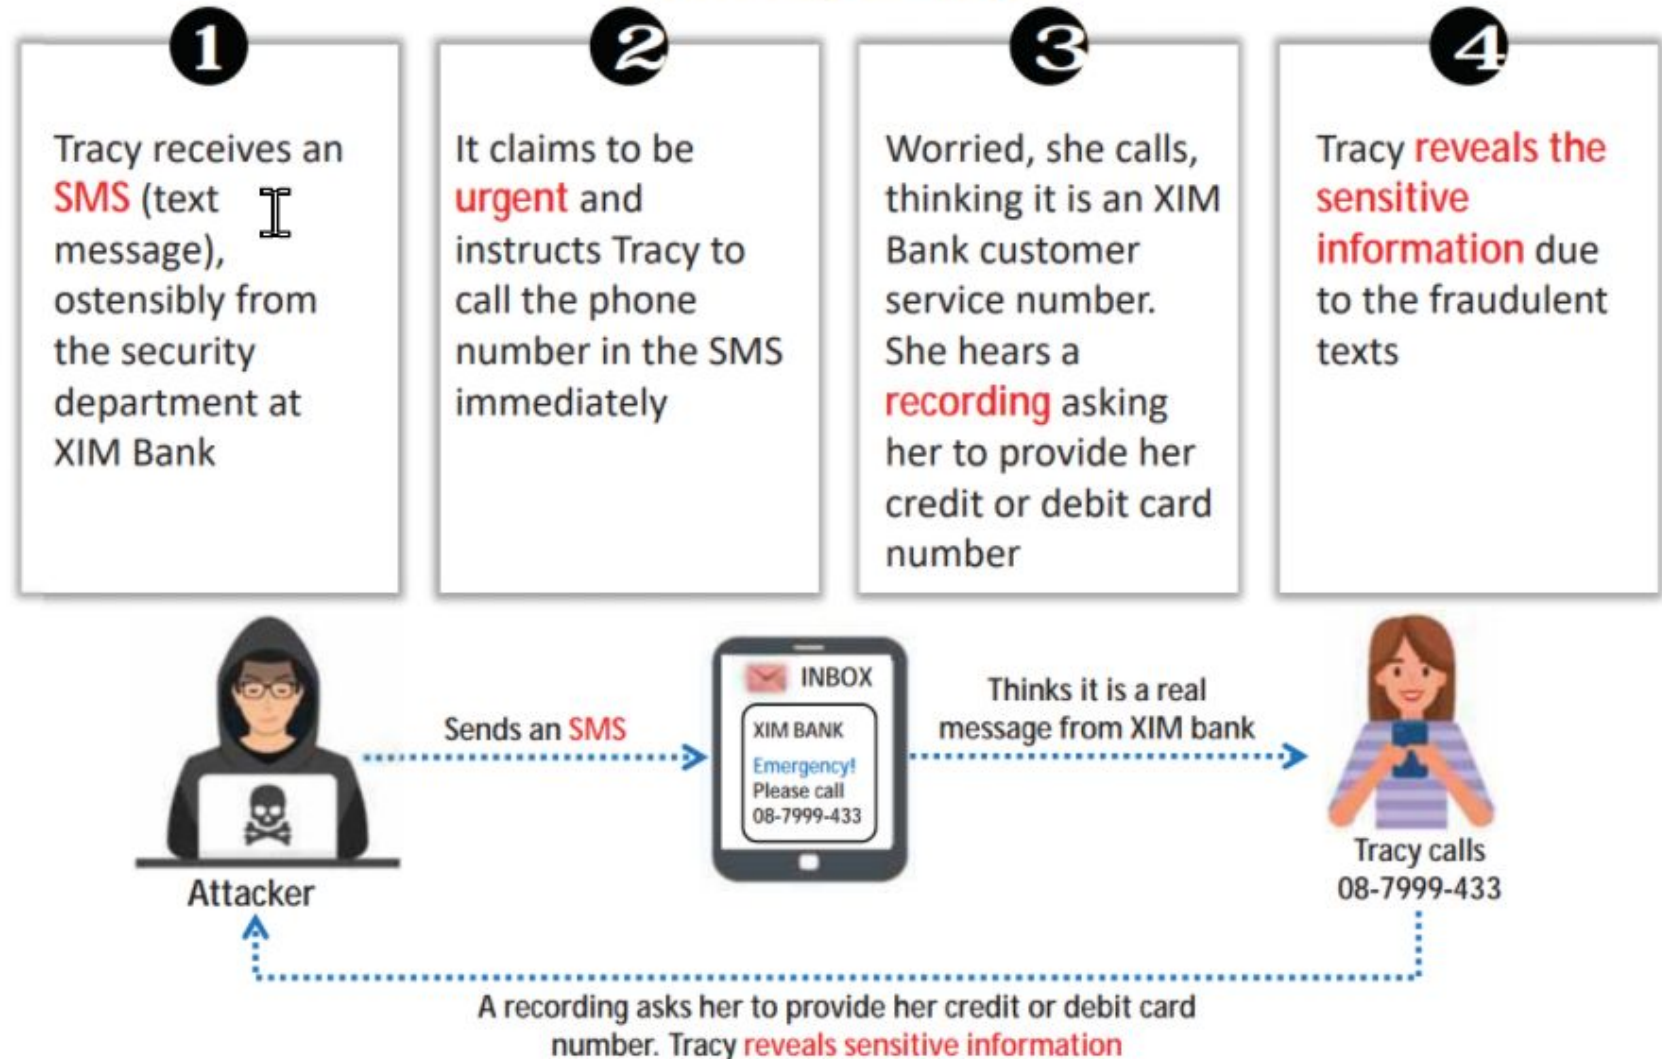 1
Tracy receives an
SMS (text
message),
ostensibly from
the security
department at
XIM Bank
2
It claims to be
urgent and
instructs Tracy to
call the phone
number in the SMS
immediately
3
Worried, she calls,
thinking it is an XIM
Bank customer
service number.
She hears a
recording asking
her to provide her
credit or debit card
number
4
Tracy reveals the
sensitive
information due
to the fraudulent
texts
Attacker
Sends an SMS
INBOX
XIM BANK
Emergency!
Please call
08-7999-433
Thinks it is a real
message from XIM bank
Tracy calls
08-7999-433
A recording asks her to provide her credit or debit card
number. Tracy reveals sensitive information